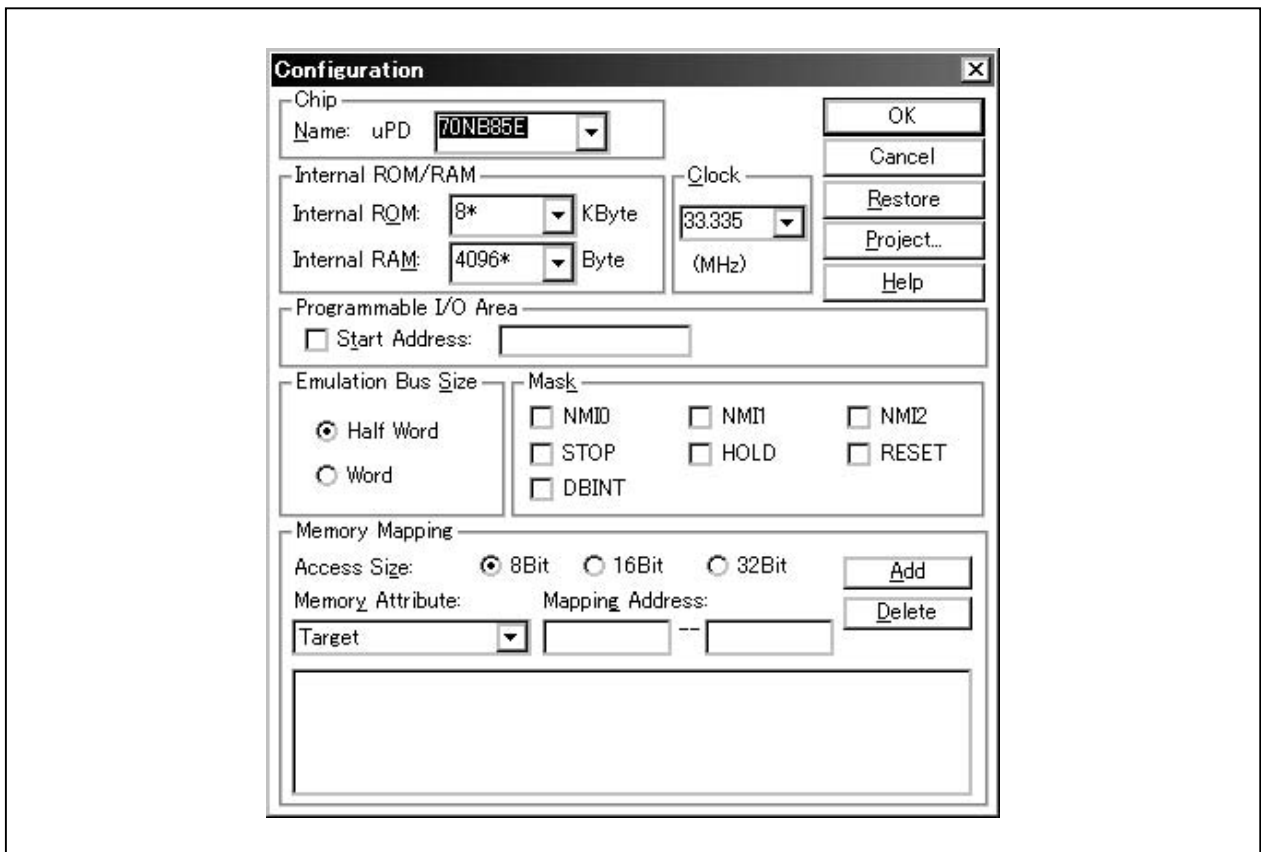 Configuration
Chip
Name: uPD 70NB85E
OK
Cancel
Restore
Project...
Help
Internal ROM/RAM
Internal ROM: 8* KByte
Internal RAM: 4096* Byte
Clock
33.335
(MHz)
Programmable I/O Area
Start Address:
Emulation Bus Size
Half Word
Word
Mask
NMI0 NMI1 NMI2
STOP HOLD RESET
DBINT
Memory Mapping
Access Size: 8Bit 16Bit 32Bit
Add
Memory Attribute: Mapping Address:
Delete
Target --